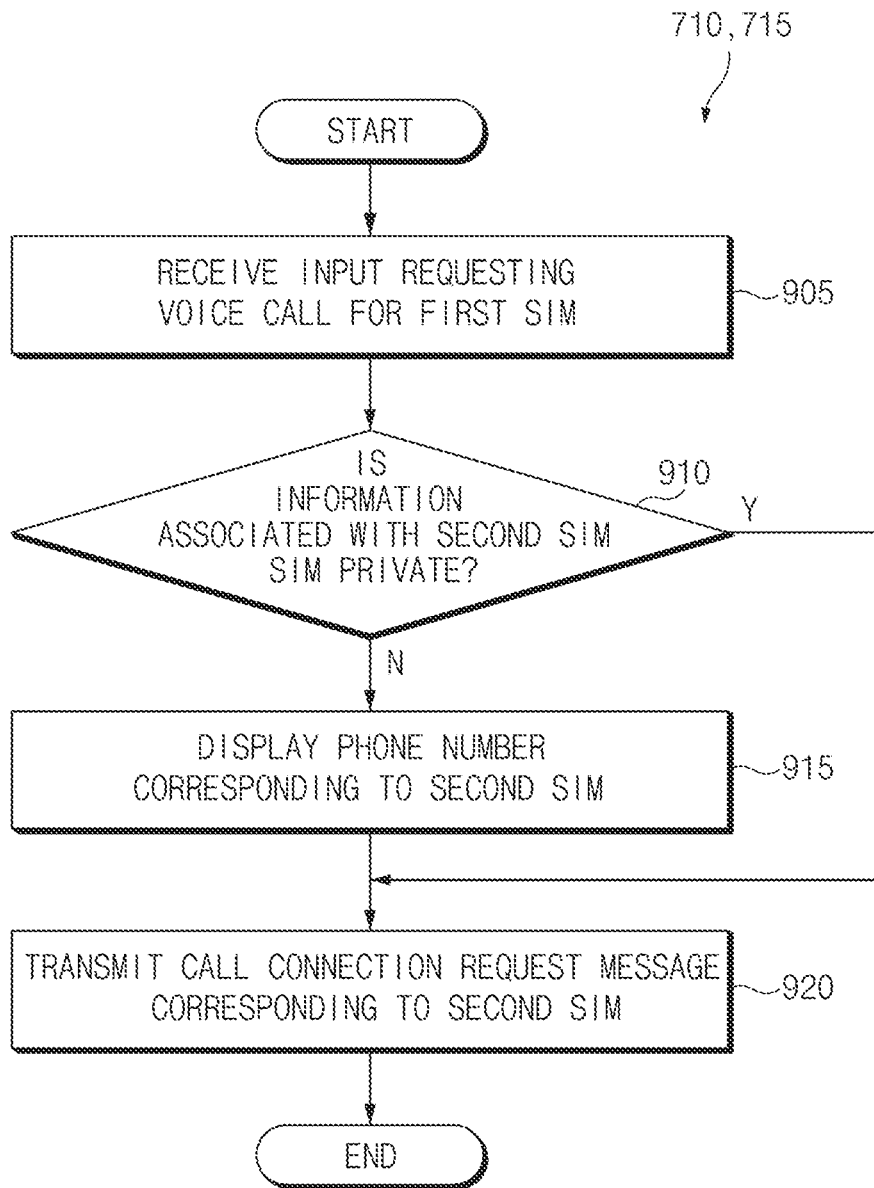 710, 715
START
RECEIVE INPUT REQUESTING
VOICE CALL FOR FIRST SIM
905
IS
INFORMATION
ASSOCIATED WITH SECOND SIM
SIM PRIVATE?
910
Y
N
DISPLAY PHONE NUMBER
CORRESPONDING TO SECOND SIM
915
TRANSMIT CALL CONNECTION REQUEST MESSAGE
CORRESPONDING TO SECOND SIM
920
END